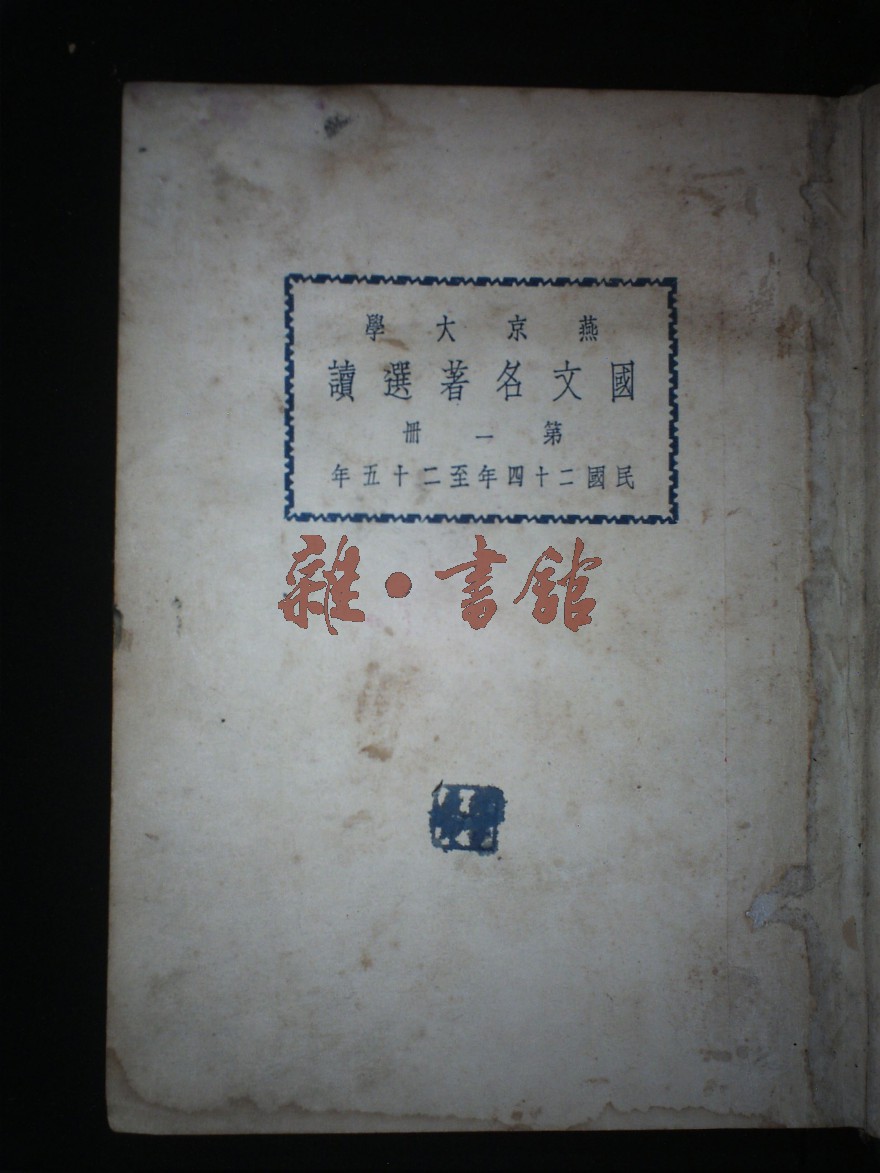 燕京大學
國文名著選讀
第一冊
民國二十四年至二十五年
雜·書館